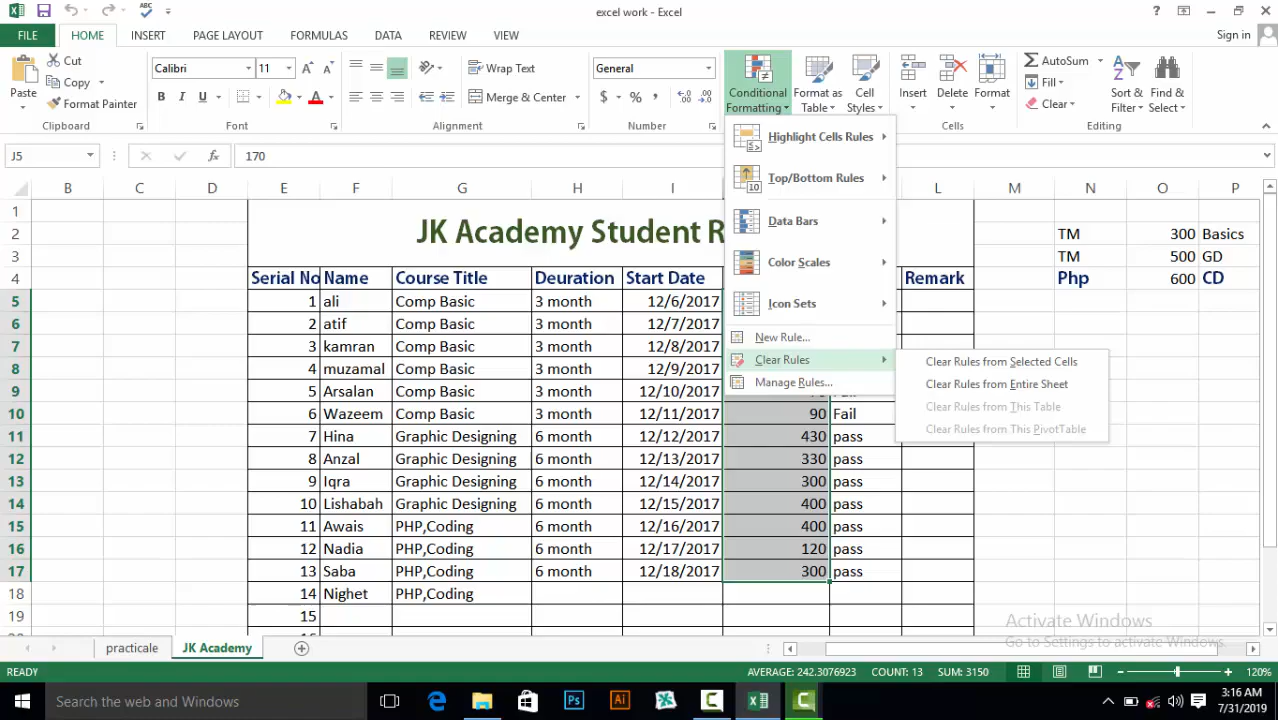 excel work - Excel
FILE HOME INSERT PAGE LAYOUT FORMULAS DATA REVIEW VIEW Sign in
Paste Cut Copy Format Painter
Calibri 11
B I U A
Wrap Text
Merge & Center
General
$ % ,
Conditional Formatting
Format as Table
Cell Styles
Insert Delete Format
AutoSum
Fill
Clear
Sort & Filter
Find & Select
Clipboard Font Alignment Number Cells Editing
J5 fx 170
Highlight Cells Rules
Top/Bottom Rules
Data Bars
Color Scales
Icon Sets
New Rule...
Clear Rules
Manage Rules...
Clear Rules from Selected Cells
Clear Rules from Entire Sheet
Clear Rules from This Table
Clear Rules from This PivotTable
B C D E F G H I L M N O P
1
2 JK Academy Student R TM 300 Basics
3 TM 500 GD
4 Serial No Name Course Title Deuration Start Date Remark Php 600 CD
5 1 ali Comp Basic 3 month 12/6/2017
6 2 atif Comp Basic 3 month 12/7/2017
7 3 kamran Comp Basic 3 month 12/8/2017
8 4 muzamal Comp Basic 3 month 12/9/2017
9 5 Arsalan Comp Basic 3 month 12/10/2017
10 6 Wazeem Comp Basic 3 month 12/11/2017 90 Fail
11 7 Hina Graphic Designing 6 month 12/12/2017 430 pass
12 8 Anzal Graphic Designing 6 month 12/13/2017 330 pass
13 9 Iqra Graphic Designing 6 month 12/14/2017 300 pass
14 10 Lishabah Graphic Designing 6 month 12/15/2017 400 pass
15 11 Awais PHP,Coding 6 month 12/16/2017 400 pass
16 12 Nadia PHP,Coding 6 month 12/17/2017 120 pass
17 13 Saba PHP,Coding 6 month 12/18/2017 300 pass
18 14 Nighet PHP,Coding
19 15
Activate Windows
Go to Settings to activate Windows.
practicale JK Academy
READY AVERAGE: 242.3076923 COUNT: 13 SUM: 3150 120%
Search the web and Windows
3:16 AM
7/31/2019